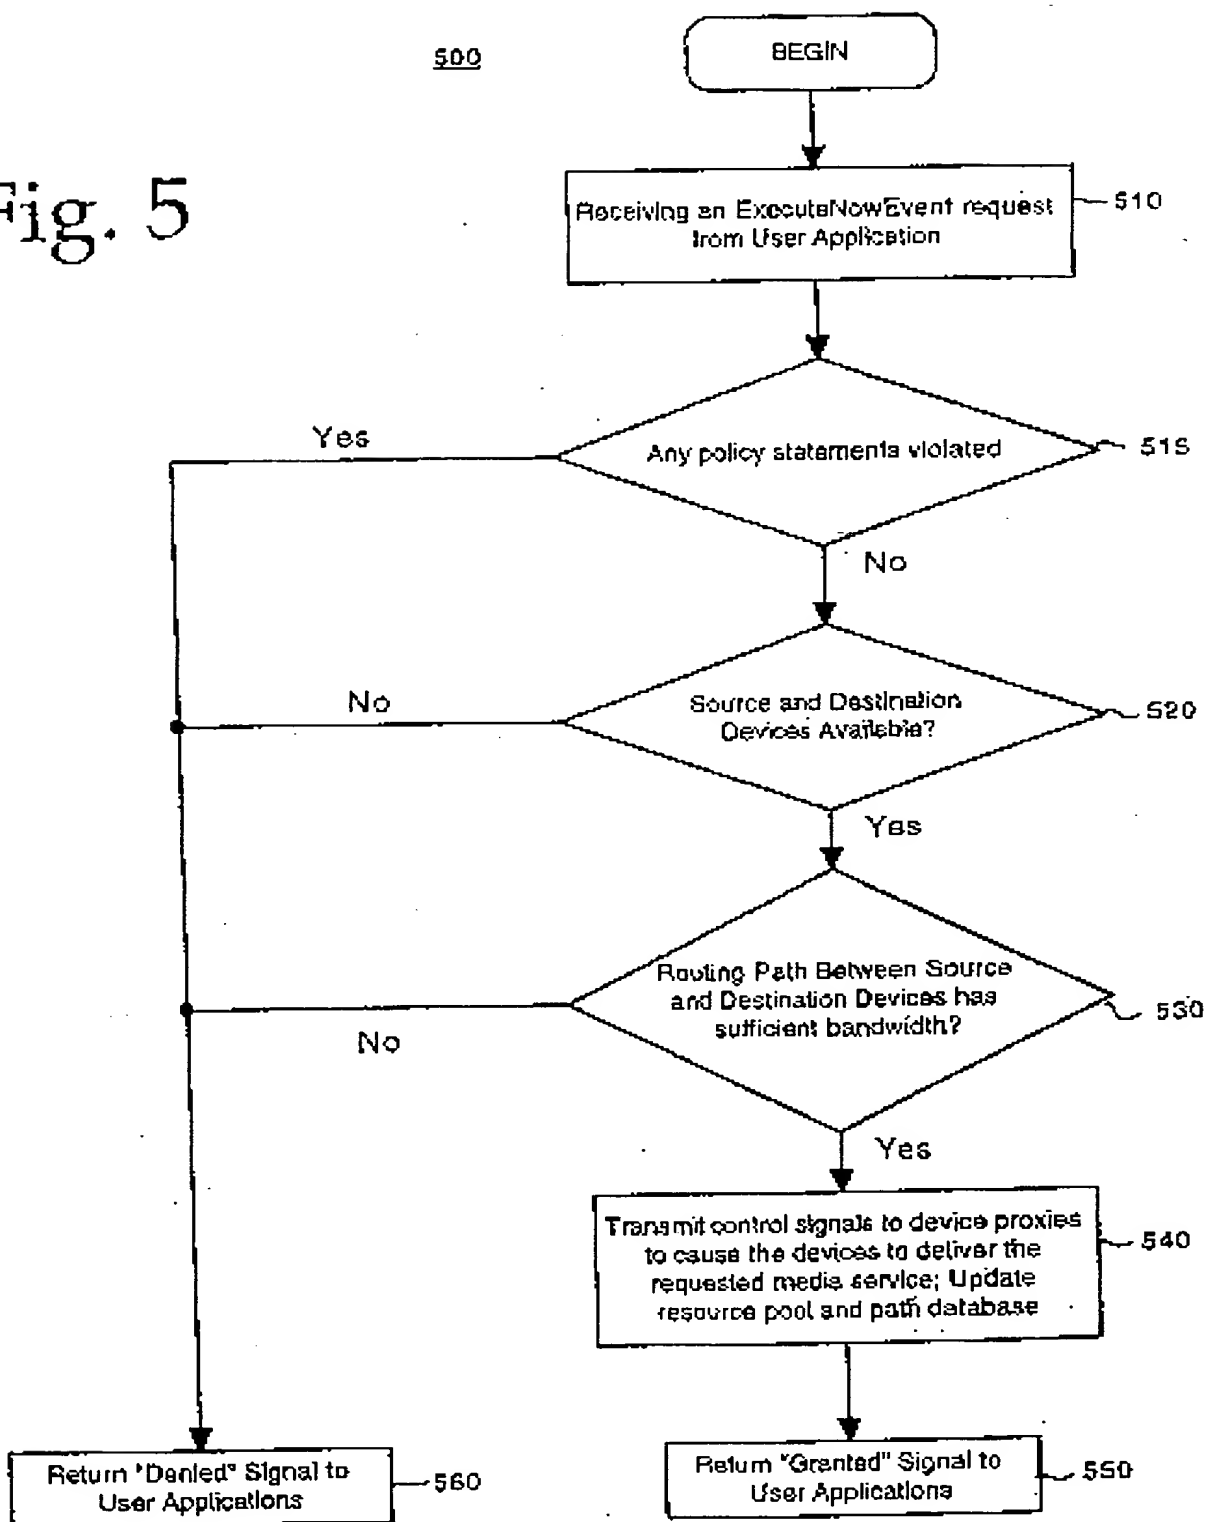 500
BEGIN
Fig. 5
Receiving an ExecuteNowEvent request
from User Application
510
Yes
Any policy statements violated
515
No
No
Source and Destination
Devices Available?
520
Yes
Routing Path Between Source
and Destination Devices has
sufficient bandwidth?
530
No
Yes
Transmit control signals to device proxies
to cause the devices to deliver the
requested media service; Update
resource pool and path database
540
Return "Denied" Signal to
User Applications
560
Return "Granted" Signal to
User Applications
550